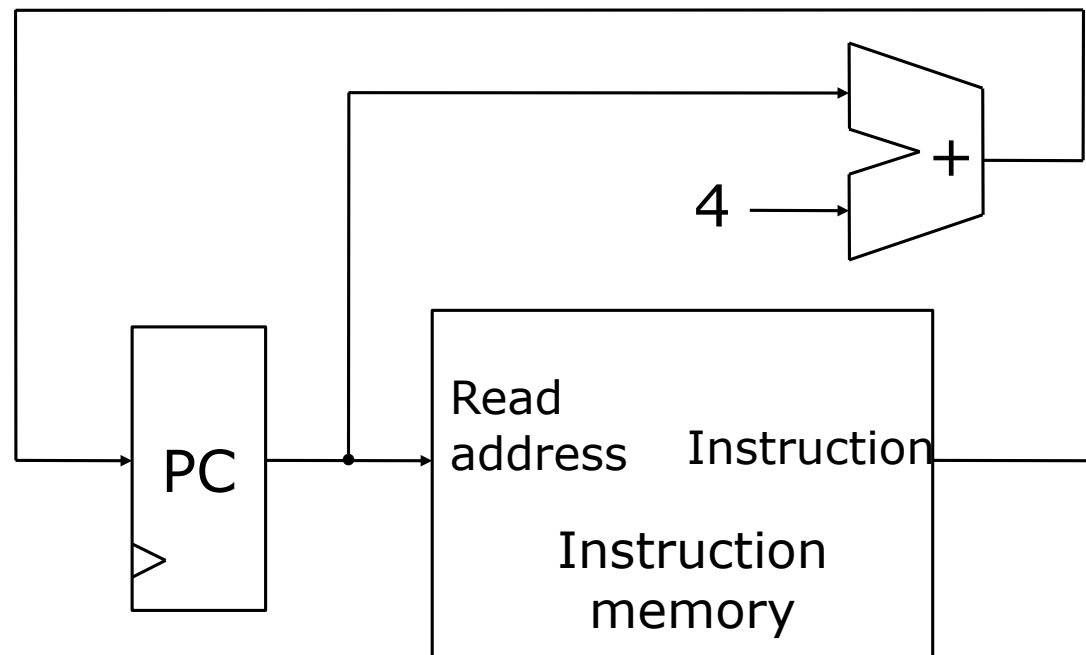 +
4
Read
address
Instruction
PC
Instruction
memory